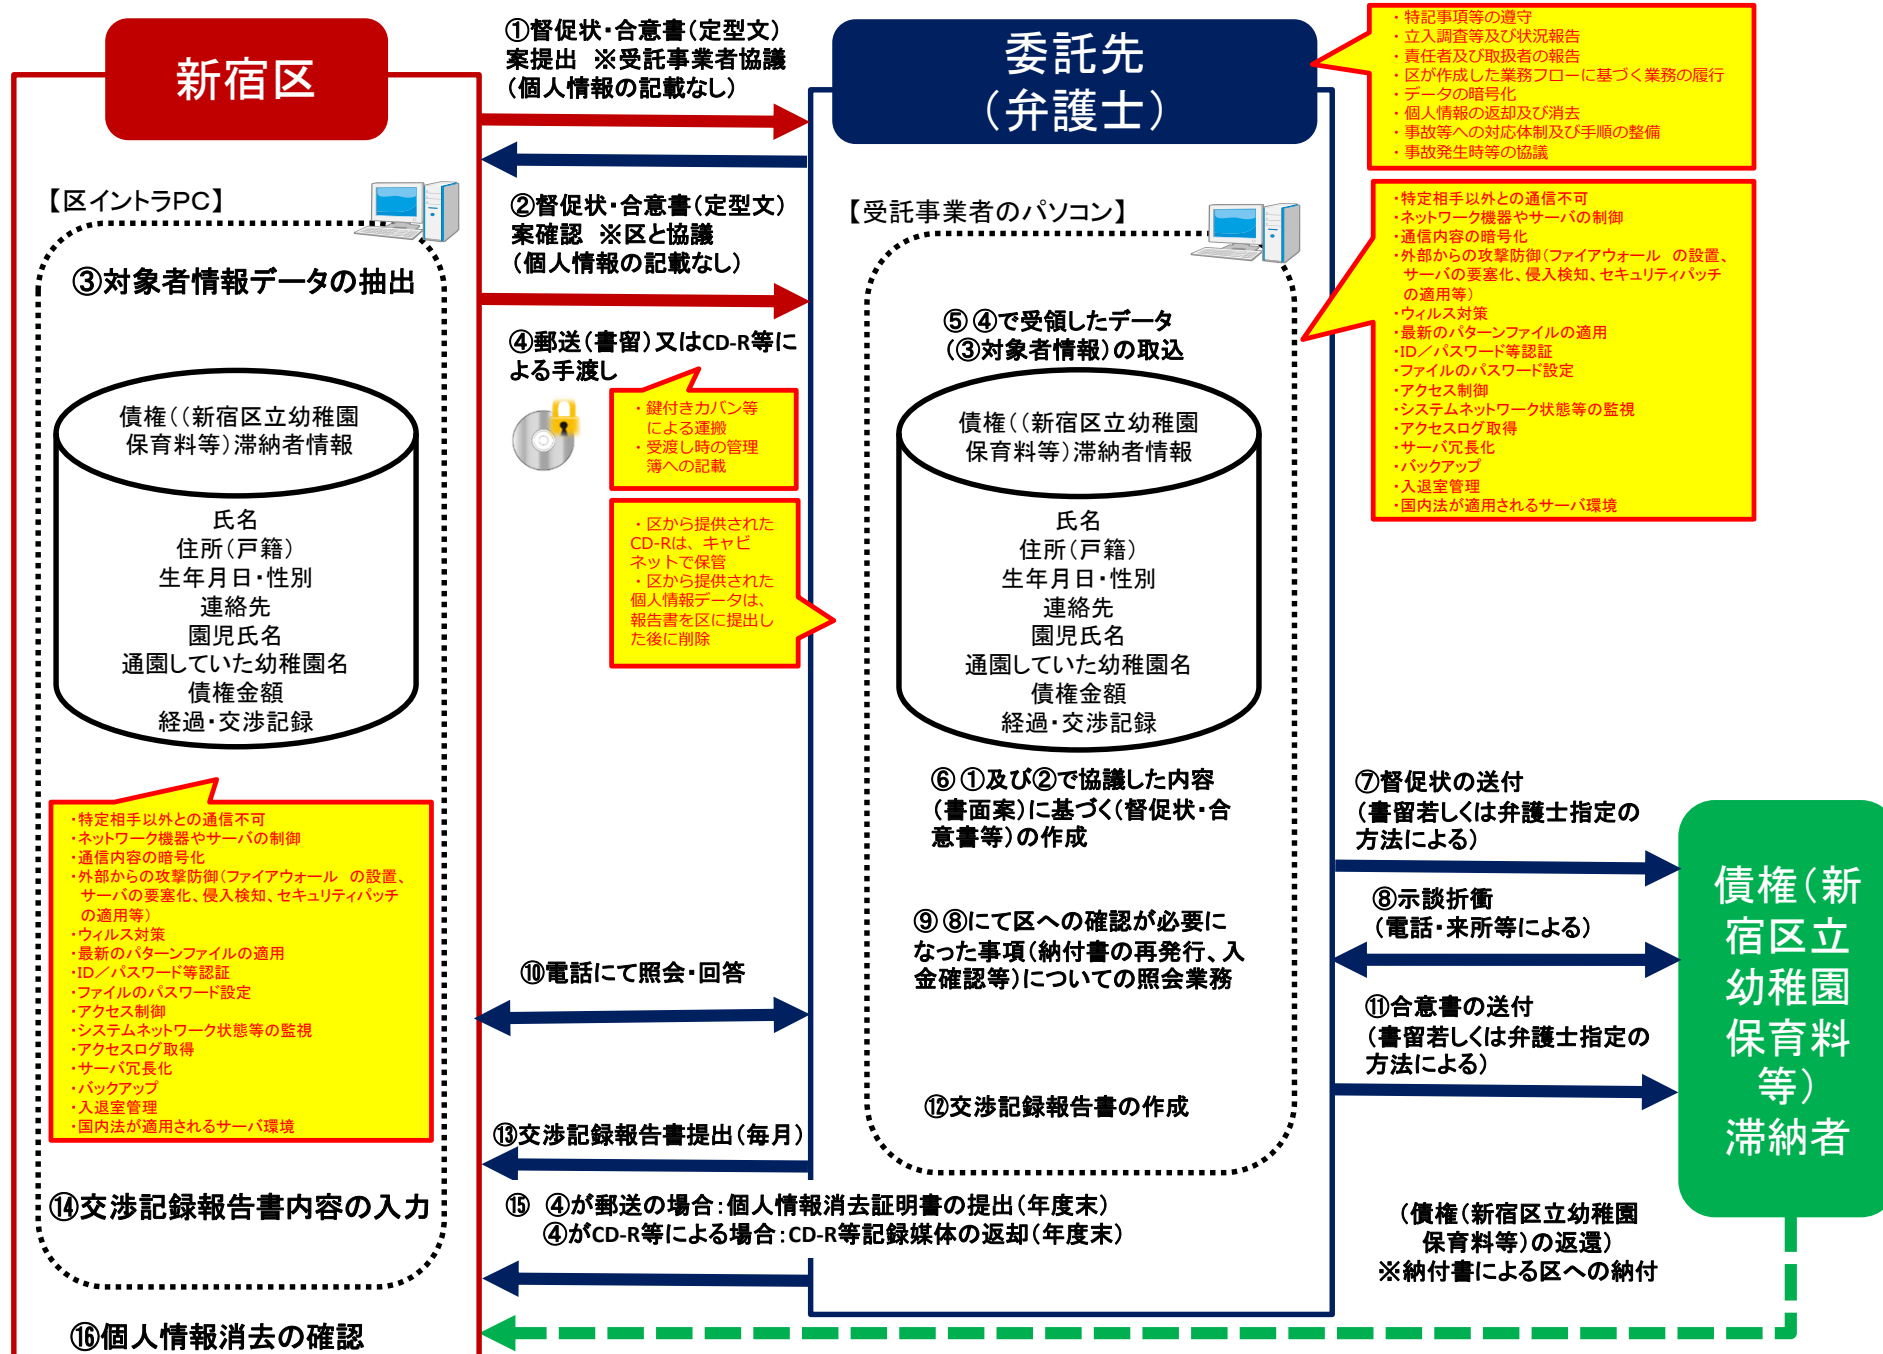 新宿区
①督促状・合意書(定型文)
案提出 ※受託事業者協議
(個人情報の記載なし)
委託先
(弁護士)
・特記事項等の遵守
・立入調査等及び状況報告
・責任者及び取扱者の報告
・区が作成した業務フローに基づく業務の履行
・データの暗号化
・個人情報の返却及び消去
・事故等への対応体制及び手順の整備
・事故発生時等の協議
【区イントラPC】
②督促状・合意書(定型文)
案確認 ※区と協議
(個人情報の記載なし)
【受託事業者のパソコン】
・特定相手以外との通信不可
・ネットワーク機器やサーバの制御
・通信内容の暗号化
・外部からの攻撃防御(ファイアウォール の設置、
サーバの要塞化、侵入検知、セキュリティパッチ
の適用等)
・ウィルス対策
・最新のパターンファイルの適用
・ID/パスワード等認証
・ファイルのパスワード設定
・アクセス制御
・システムネットワーク状態等の監視
・アクセスログ取得
・サーバ冗長化
・バックアップ
・入退室管理
・国内法が適用されるサーバ環境
③対象者情報データの抽出
④郵送(書留)又はCD-R等に
よる手渡し
⑤④で受領したデータ
(③対象者情報)の取込
・鍵付きカバン等
による運搬
・受渡し時の管理
簿への記載
債権((新宿区立幼稚園
保育料等)滞納者情報
氏名
住所(戸籍)
生年月日・性別
連絡先
園児氏名
通園していた幼稚園名
債権金額
経過・交渉記録
・区から提供された
CD-Rは、キャビ
ネットで保管
・区から提供された
個人情報データは、
報告書を区に提出し
た後に削除
債権((新宿区立幼稚園
保育料等)滞納者情報
氏名
住所(戸籍)
生年月日・性別
連絡先
園児氏名
通園していた幼稚園名
債権金額
経過・交渉記録
⑥①及び②で協議した内容
(書面案)に基づく(督促状・合
意書等)の作成
⑦督促状の送付
(書留若しくは弁護士指定の
方法による)
・特定相手以外との通信不可
・ネットワーク機器やサーバの制御
・通信内容の暗号化
・外部からの攻撃防御(ファイアウォール の設置、
サーバの要塞化、侵入検知、セキュリティパッチ
の適用等)
・ウィルス対策
・最新のパターンファイルの適用
・ID/パスワード等認証
・ファイルのパスワード設定
・アクセス制御
・システムネットワーク状態等の監視
・アクセスログ取得
・サーバ冗長化
・バックアップ
・入退室管理
・国内法が適用されるサーバ環境
⑧示談折衝
(電話・来所等による)
⑨⑧にて区への確認が必要に
なった事項(納付書の再発行、入
金確認等)についての照会業務
⑩電話にて照会・回答
⑪合意書の送付
(書留若しくは弁護士指定の
方法による)
債権(新
宿区立
幼稚園
保育料
等)
滞納者
⑫交渉記録報告書の作成
⑬交渉記録報告書提出(毎月)
⑭交渉記録報告書内容の入力
⑮ ④が郵送の場合:個人情報消去証明書の提出(年度末)
④がCD-R等による場合:CD-R等記録媒体の返却(年度末)
(債権(新宿区立幼稚園
保育料等)の返還)
※納付書による区への納付
⑯個人情報消去の確認